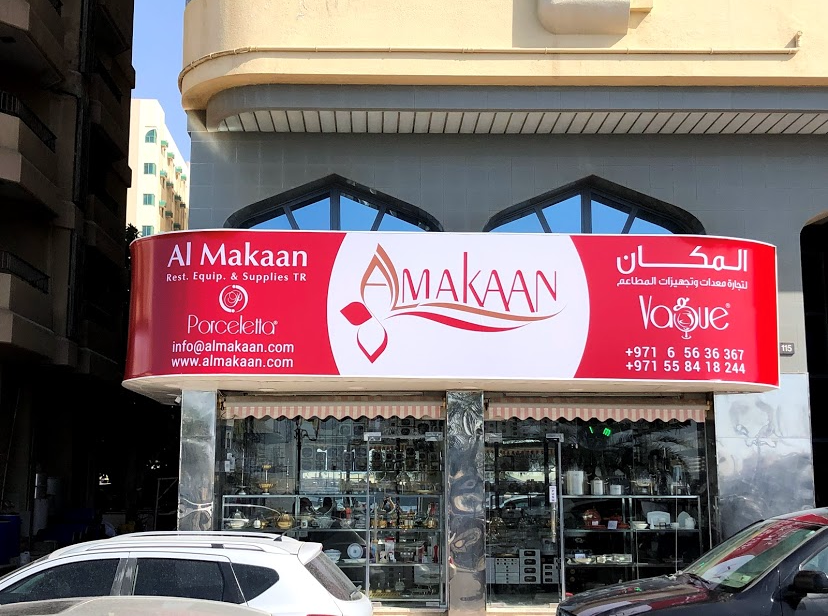 Al Makaan
Rest. Equip. & Supplies TR
Porceletta®
info@almakaan.com
www.almakaan.com
AlMAKAAN
المكان
لتجارة معدات وتجهيزات المطاعم
Vague®
+971 6 56 36 367
+971 55 84 18 244
115